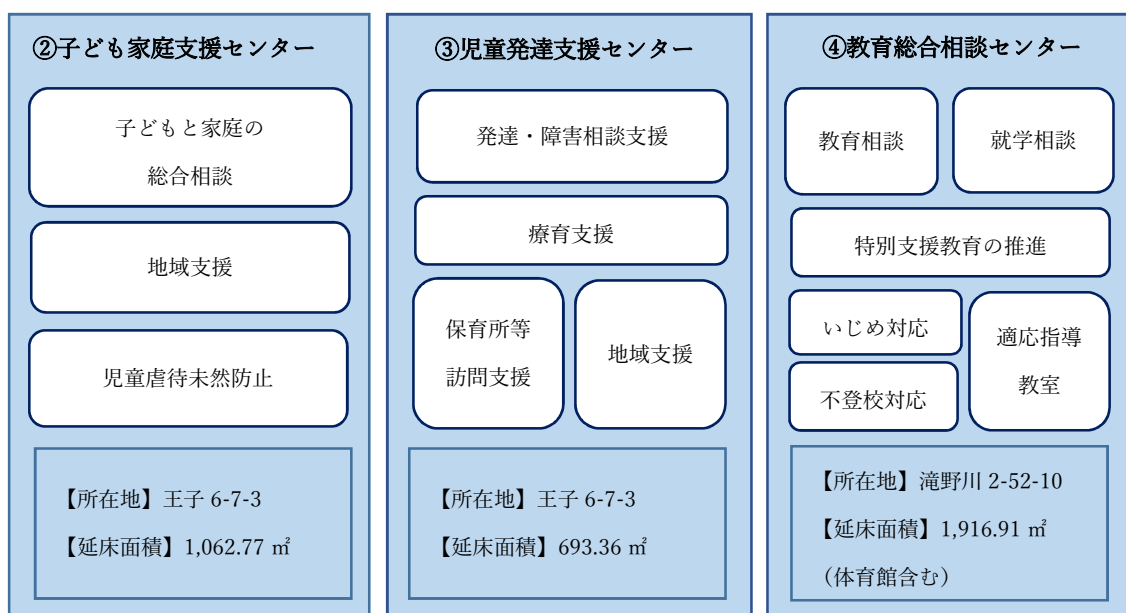 ②子ども家庭支援センター
子どもと家庭の
総合相談
地域支援
児童虐待未然防止
【所在地】王子 6-7-3
【延床面積】1,062.77 ㎡
③児童発達支援センター
発達・障害相談支援
療育支援
保育所等
訪問支援
地域支援
【所在地】王子 6-7-3
【延床面積】693.36 ㎡
④教育総合相談センター
教育相談
就学相談
特別支援教育の推進
いじめ対応
不登校対応
適応指導
教室
【所在地】滝野川 2-52-10
【延床面積】1,916.91 ㎡
（体育館含む）